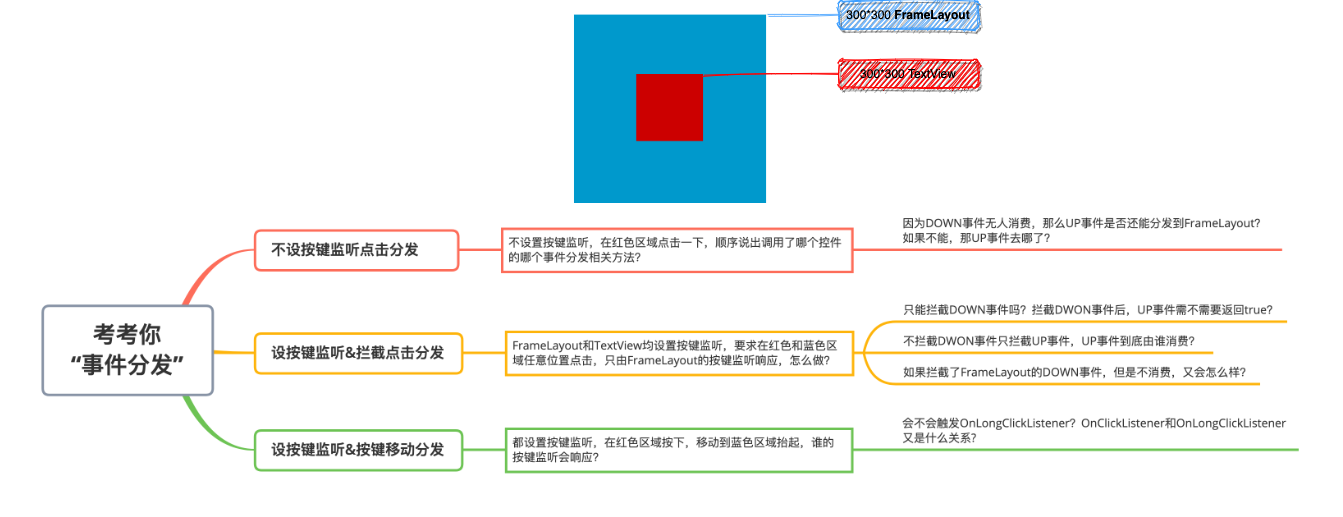 300*300 FrameLayout
300*300 TextView
考考你
“事件分发”
不设按键监听点击分发
不设置按键监听，在红色区域点击一下，顺序说出调用了哪个控件
的哪个事件分发相关方法？
因为DOWN事件无人消费，那么UP事件是否还能分发到FrameLayout？
如果不能，那UP事件去哪了？
设按键监听&拦截点击分发
FrameLayout和TextView均设置按键监听，要求在红色和蓝色区
域任意位置点击，只由FrameLayout的按键监听响应，怎么做？
只能拦截DOWN事件吗？拦截DWON事件后，UP事件需不需要返回true？
不拦截DWON事件只拦截UP事件，UP事件到底由谁消费？
如果拦截了FrameLayout的DOWN事件，但是不消费，又会怎么样？
设按键监听&按键移动分发
都设置按键监听，在红色区域按下，移动到蓝色区域抬起，谁的
按键监听会响应？
会不会触发OnLongClickListener？OnClickListener和OnLongClickListener
又是什么关系？